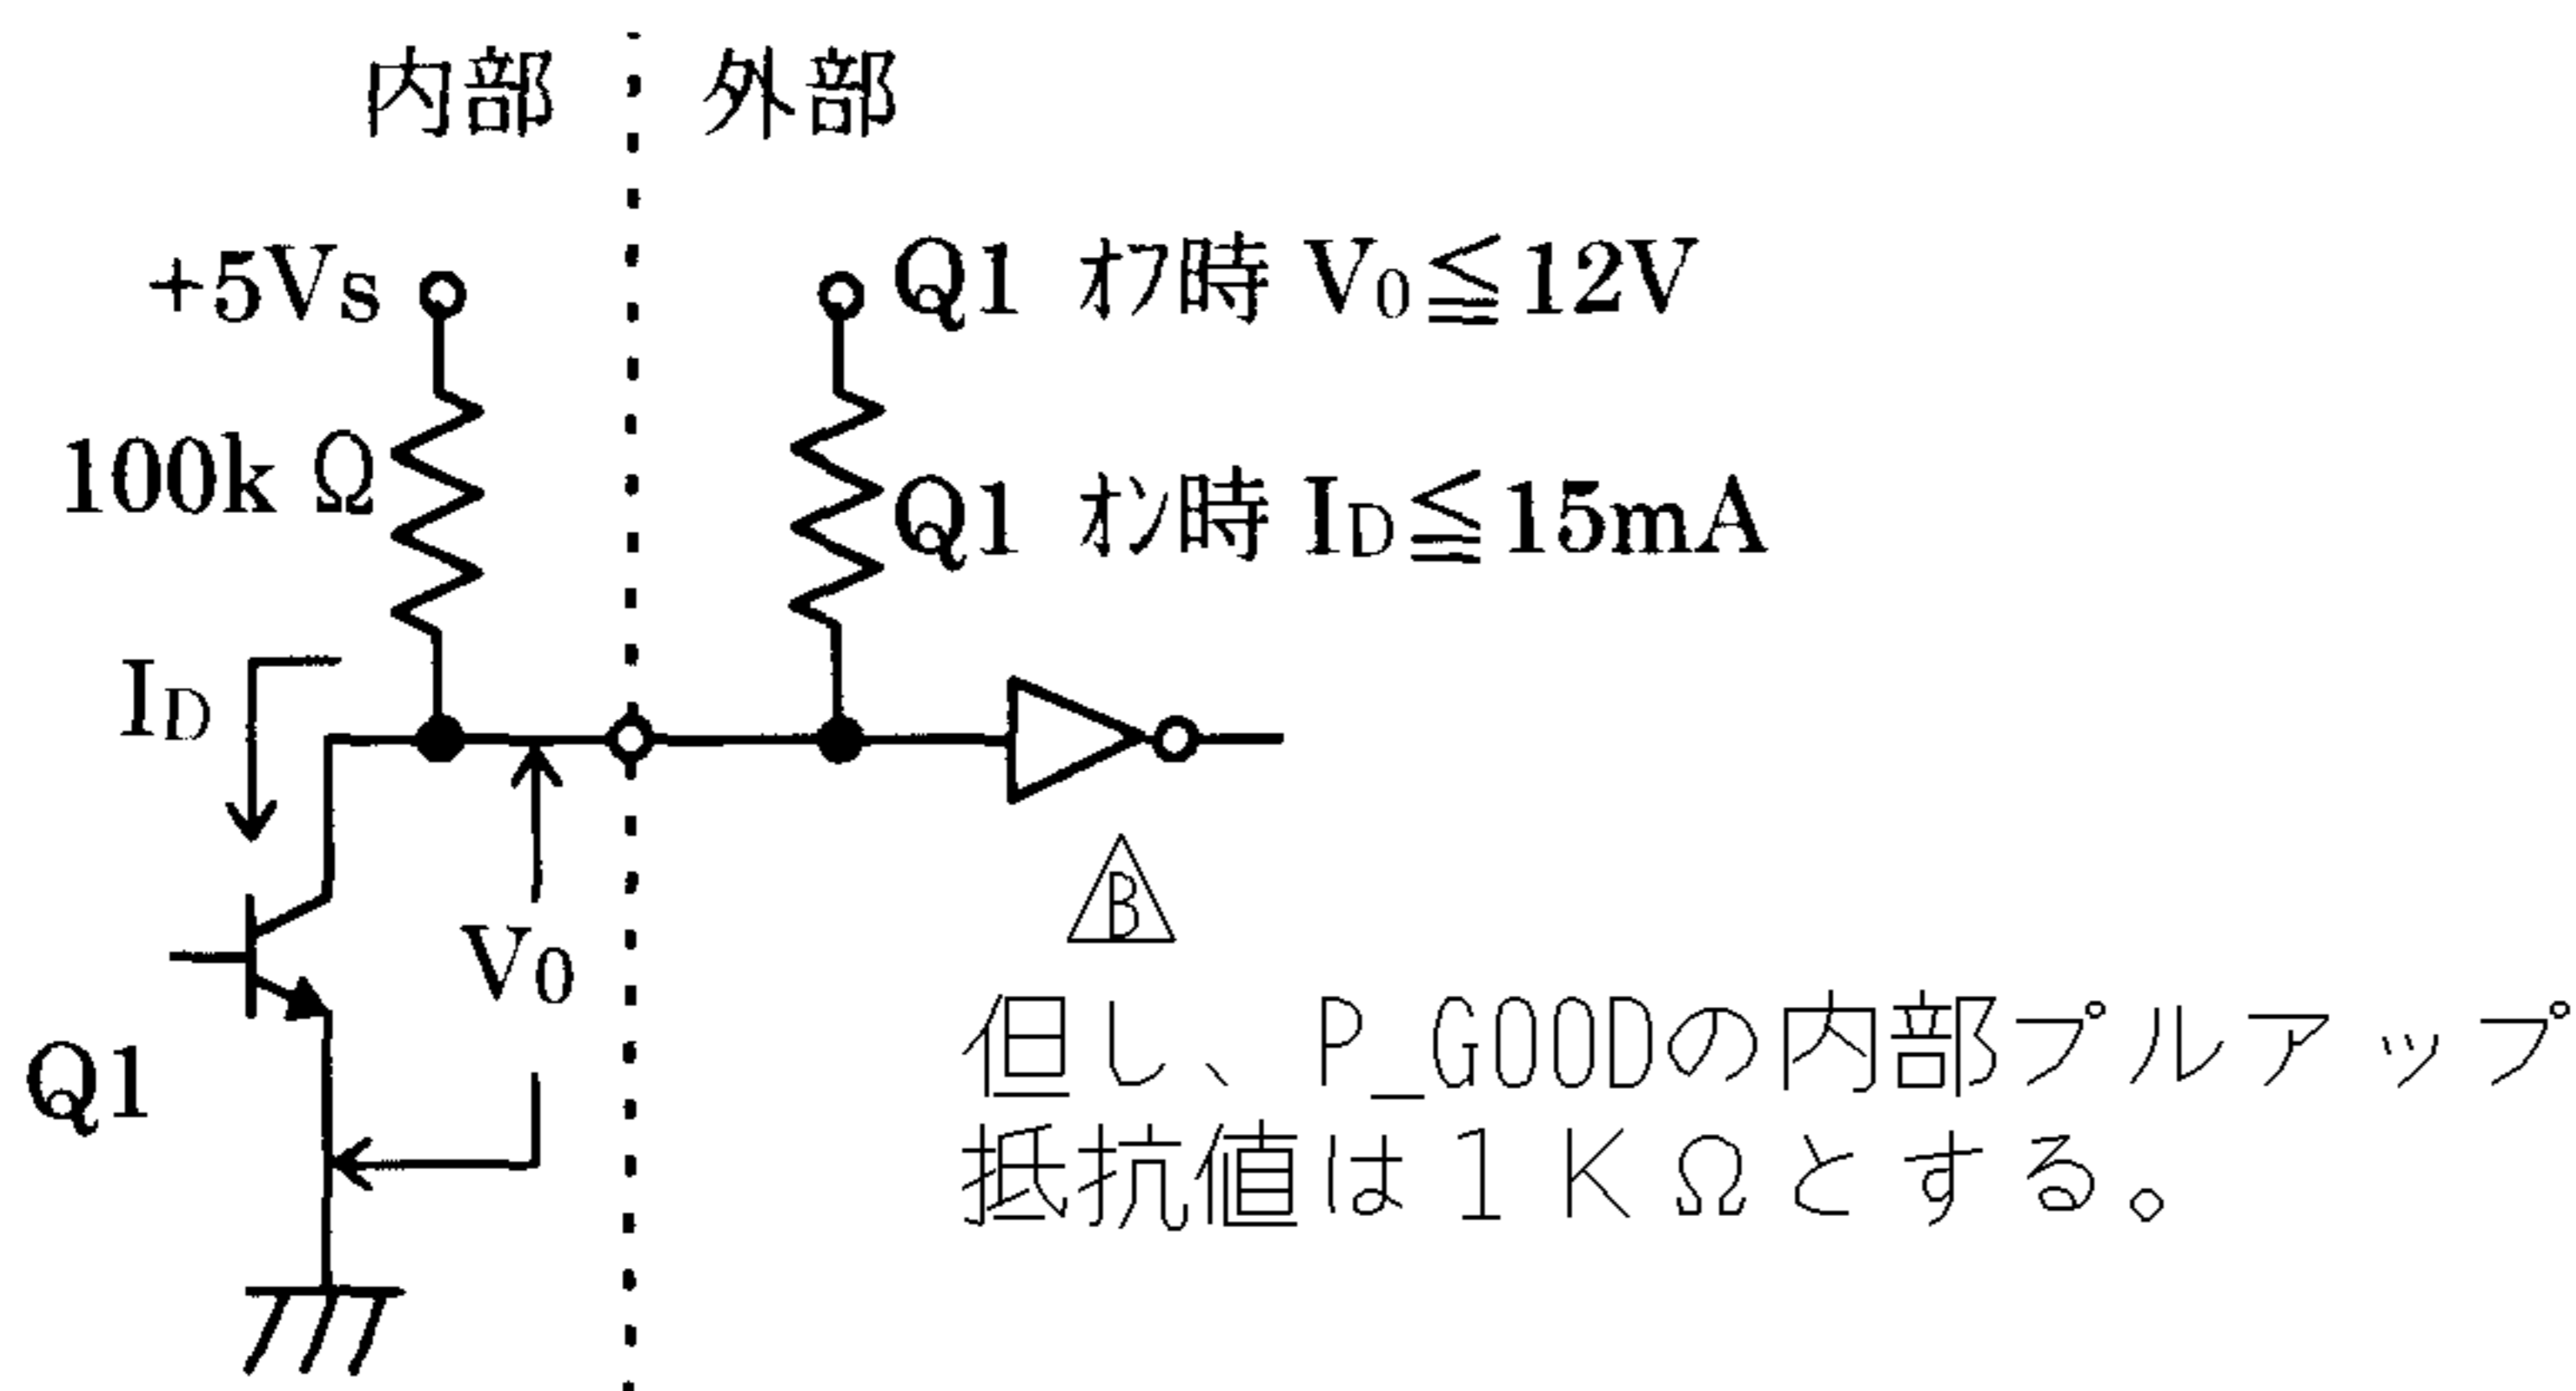 内部 外部
+5Vs
Q1 オフ時 V0≦12V
100k Ω
Q1 オン時 ID≦15mA
ID
V0
Q1
B
但し、P_GOODの内部プルアップ
抵抗値は1KΩとする。